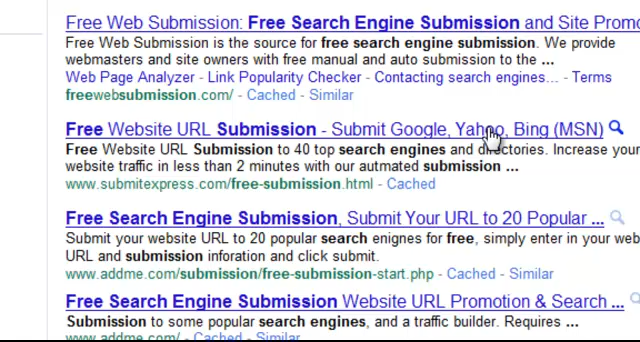 Free Web Submission: Free Search Engine Submission and Site Promo
Free Web Submission is the source for free search engine submission. We provide
webmasters and site owners with free manual and auto submission to the ...
Web Page Analyzer - Link Popularity Checker - Contacting search engines... - Terms
freewebsubmission.com/ - Cached - Similar
Free Website URL Submission - Submit Google, Yahoo, Bing (MSN)
Free Website URL Submission to 40 top search engines and directories. Increase your
website traffic in less than 2 minutes with our autmated submission ...
www.submitexpress.com/free-submission.html - Cached
Free Search Engine Submission, Submit Your URL to 20 Popular ...
Submit your website URL to 20 popular search enignes for free, simply enter in your web
URL and submission inforation and click submit.
www.addme.com/submission/free-submission-start.php - Cached - Similar
Free Search Engine Submission Website URL Promotion & Search ...
Submission to some popular search engines, and a traffic builder. Requires ...
www.addme.com/ - Cached - Similar